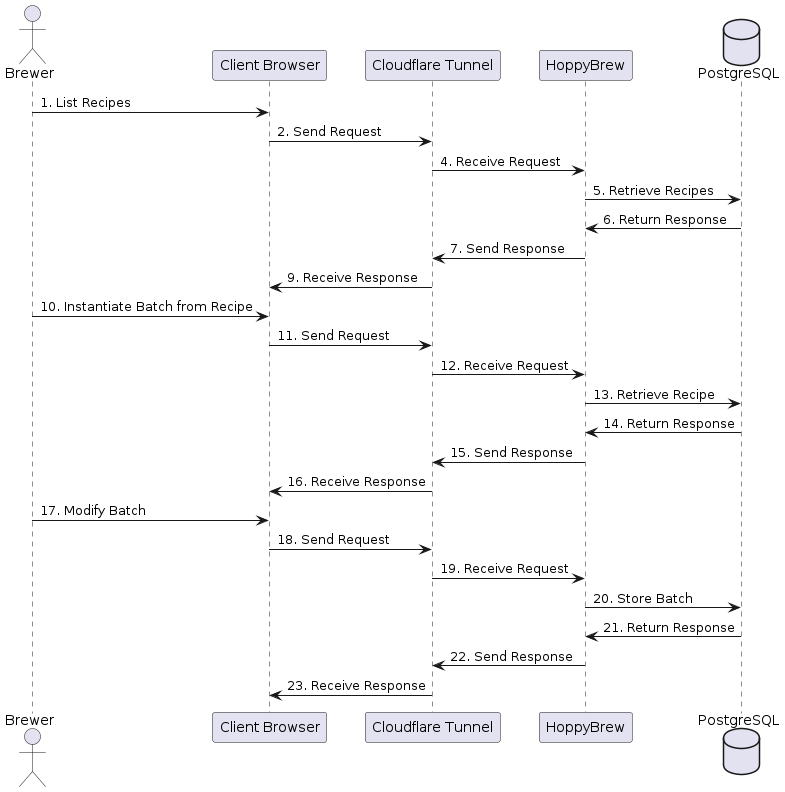 Brewer
Client Browser
Cloudflare Tunnel
HoppyBrew
PostgreSQL
1. List Recipes
2. Send Request
4. Receive Request
5. Retrieve Recipes
6. Return Response
7. Send Response
9. Receive Response
10. Instantiate Batch from Recipe
11. Send Request
12. Receive Request
13. Retrieve Recipe
14. Return Response
15. Send Response
16. Receive Response
17. Modify Batch
18. Send Request
19. Receive Request
20. Store Batch
21. Return Response
22. Send Response
23. Receive Response
Brewer
Client Browser
Cloudflare Tunnel
HoppyBrew
PostgreSQL